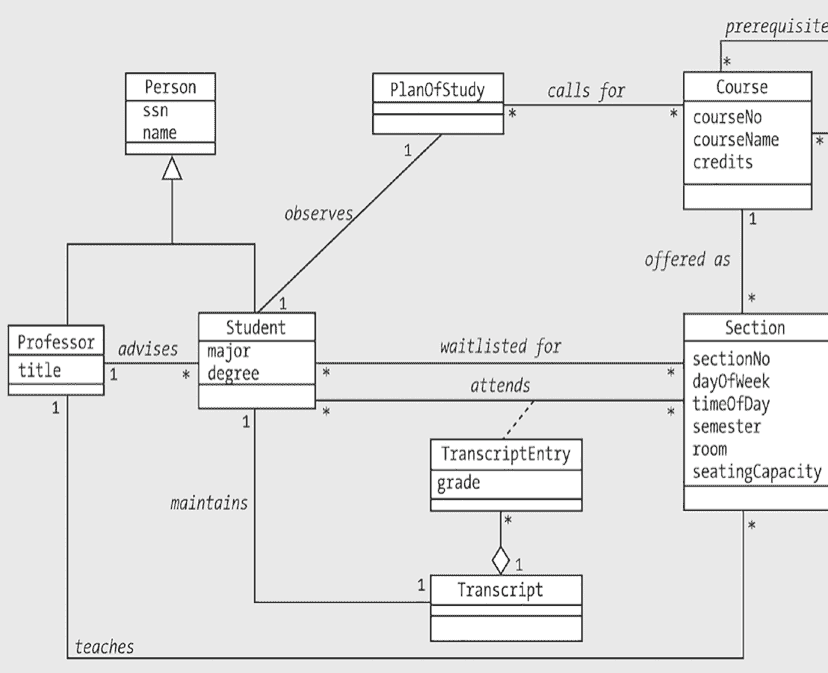 prerequisite
*
Person
ssn
name
PlanOfStudy
calls for
*
*
Course
courseNo
courseName
credits
*
1
observes
1
1
offered as
*
Professor
title
advises
1
*
Student
major
degree
waitlisted for
*
*
attends
*
*
Section
sectionNo
dayOfWeek
timeOfDay
semester
room
seatingCapacity
1
1
TranscriptEntry
grade
maintains
*
1
*
1
Transcript
teaches